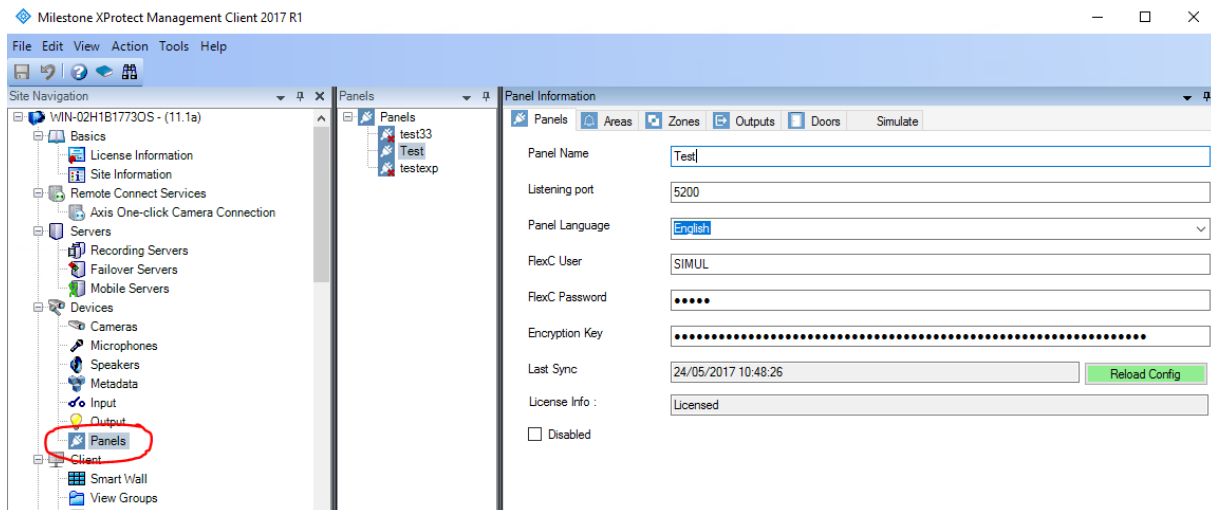 Milestone XProtect Management Client 2017 R1
File Edit View Action Tools Help
Site Navigation
WIN-02H1B1773OS - (11.1a)
Basics
License Information
Site Information
Remote Connect Services
Axis One-click Camera Connection
Servers
Recording Servers
Failover Servers
Mobile Servers
Devices
Cameras
Microphones
Speakers
Metadata
Input
Output
Panels
Client
Smart Wall
View Groups
Panels
Panels
test33
Test
testexp
Panel Information
Panels Areas Zones Outputs Doors Simulate
Panel Name Test
Listening port 5200
Panel Language English
FlexC User SIMUL
FlexC Password •••••
Encryption Key ••••••••••••••••••••••••••••••••••••••••••••••••••••••••••••••••
Last Sync 24/05/2017 10:48:26 Reload Config
License Info : Licensed
Disabled